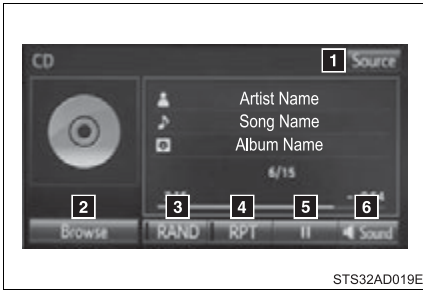 CD
1 Source
Artist Name
Song Name
Album Name
6/15
2 3 4 5 6
Browse RAND RPT II Sound
STS32AD019E